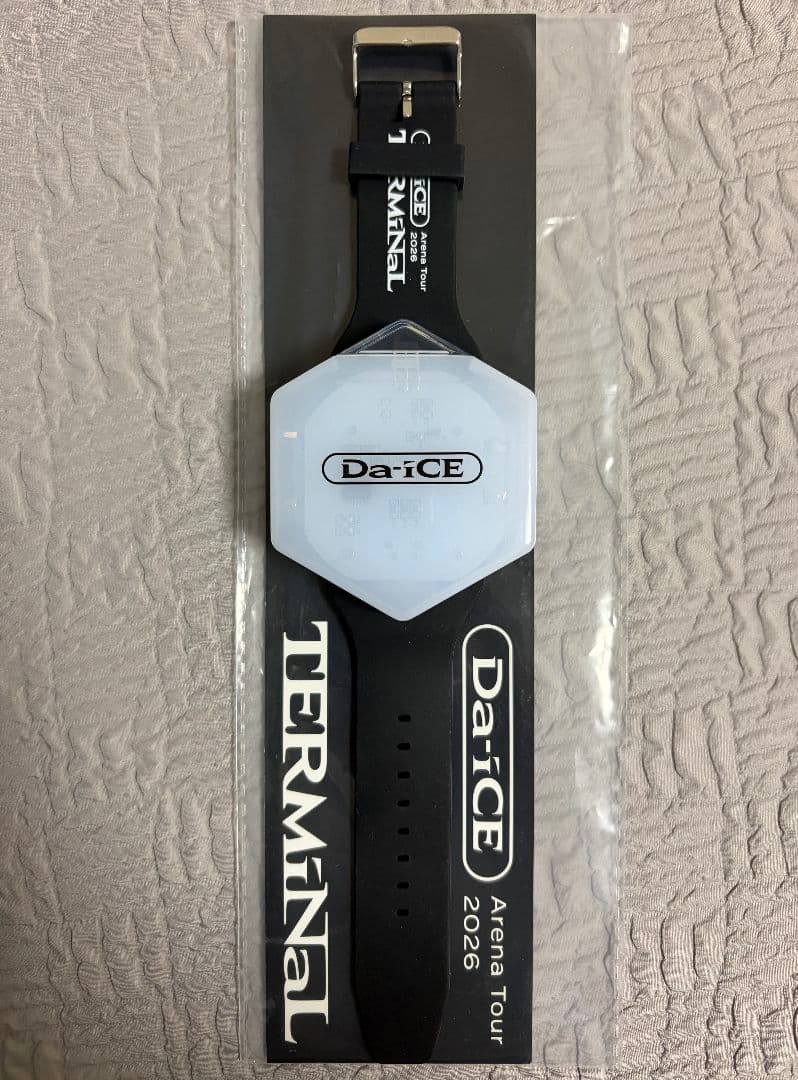 Da-iCE
Arena Tour
2026
TERMiNaL
Da-iCE
Da-iCE
Arena Tour
2026
TERMiNaL